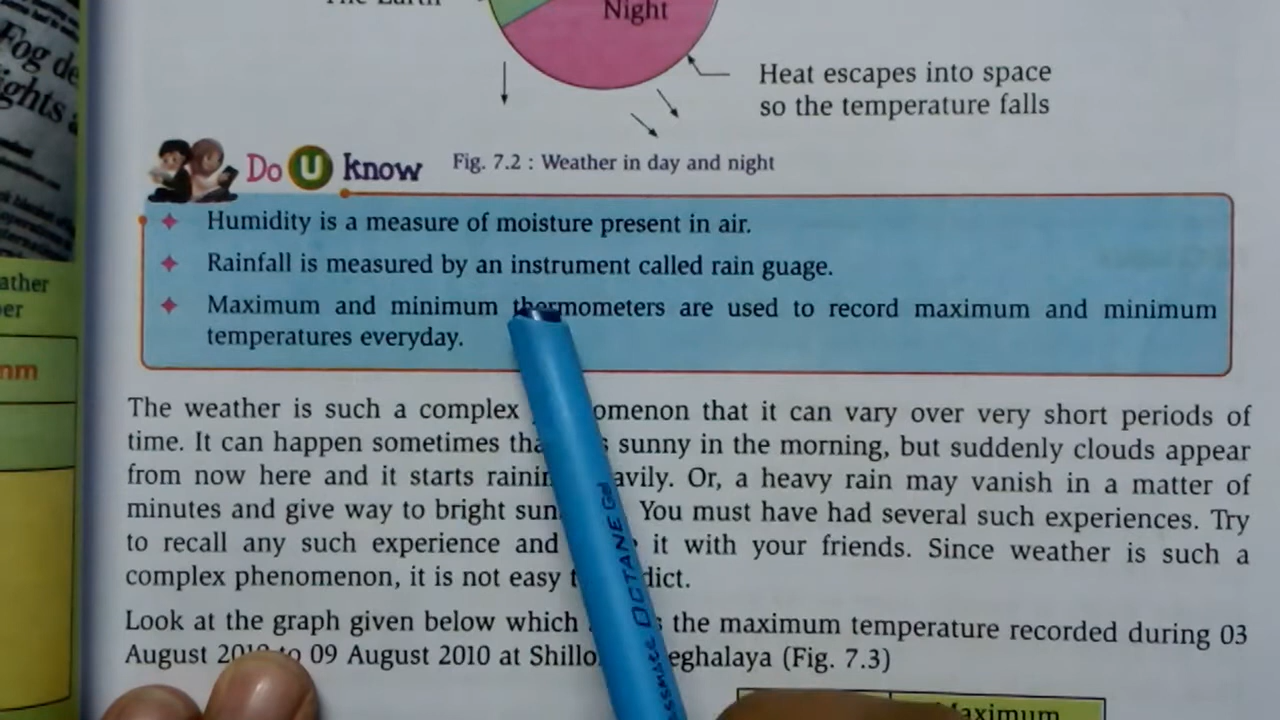 Fog de
ights a
ather
er
nm
Night
Heat escapes into space
so the temperature falls
Do U know
Fig. 7.2 : Weather in day and night
Humidity is a measure of moisture present in air.
Rainfall is measured by an instrument called rain guage.
Maximum and minimum thermometers are used to record maximum and minimum
temperatures everyday.
The weather is such a complex omenon that it can vary over very short periods of
time. It can happen sometimes tha sunny in the morning, but suddenly clouds appear
from now here and it starts rainin avily. Or, a heavy rain may vanish in a matter of
minutes and give way to bright sun You must have had several such experiences. Try
to recall any such experience and it with your friends. Since weather is such a
complex phenomenon, it is not easy t dict.
Look at the graph given below which the maximum temperature recorded during 03
August 2010 to 09 August 2010 at Shillo eghalaya (Fig. 7.3)
Maximum
OCTANE Gel